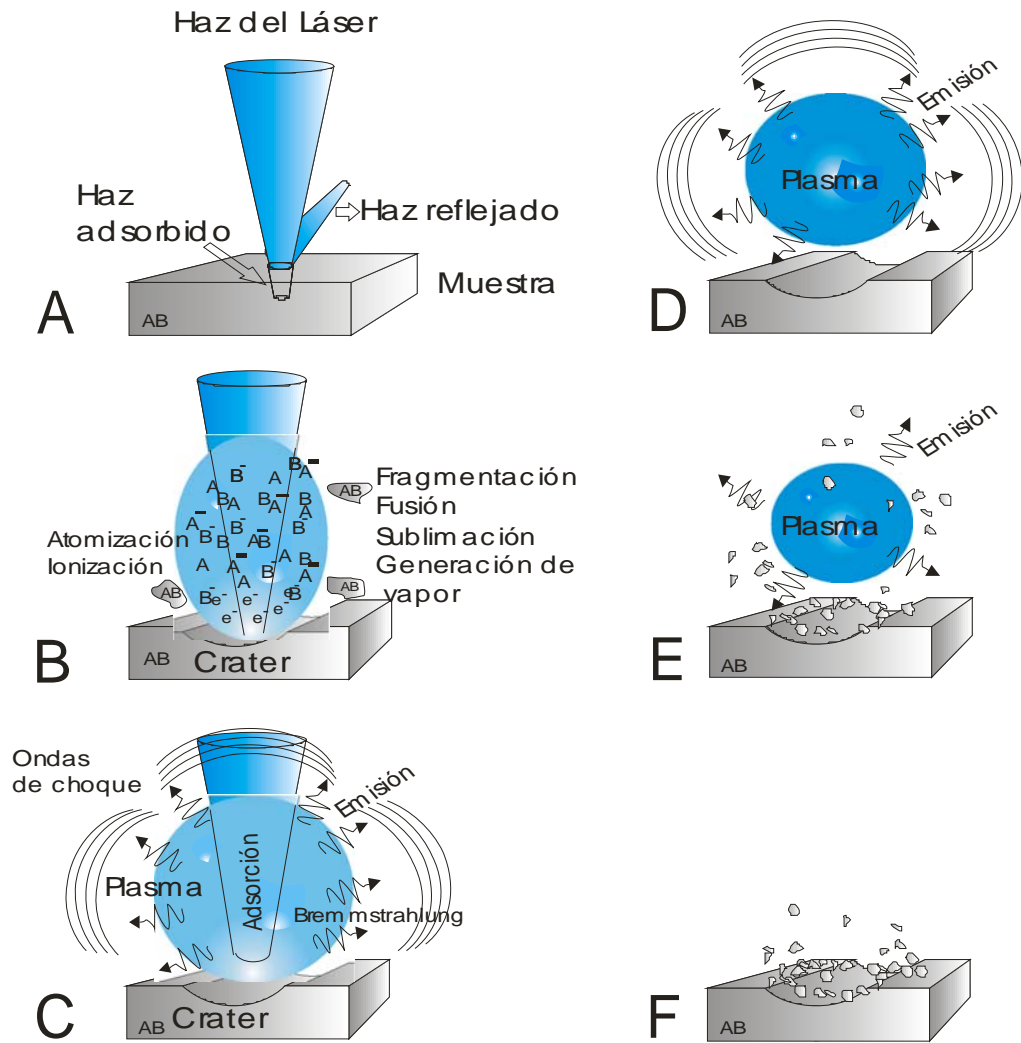 Haz del Láser
Haz
adsorbido
Haz reflejado
Muestra
AB
A
B⁻
B
A⁻
A
A
B
A
B
A⁻
B
A
A⁻
B⁻
B
B⁻
AB
B⁻
A
A⁻
A
B⁻
A
B
A
B⁻
e⁻
e⁻
e⁻
e⁻
e⁻
B
AB
Fragmentación
Fusión
Sublimación
Generación de
vapor
Atomización
Ionización
AB
AB
AB
Crater
B
Ondas
de choque
Emisión
Plasma
Adsorción
Bremmstrahlung
AB
Crater
C
Emisión
Plasma
AB
D
Emisión
Plasma
AB
E
AB
F